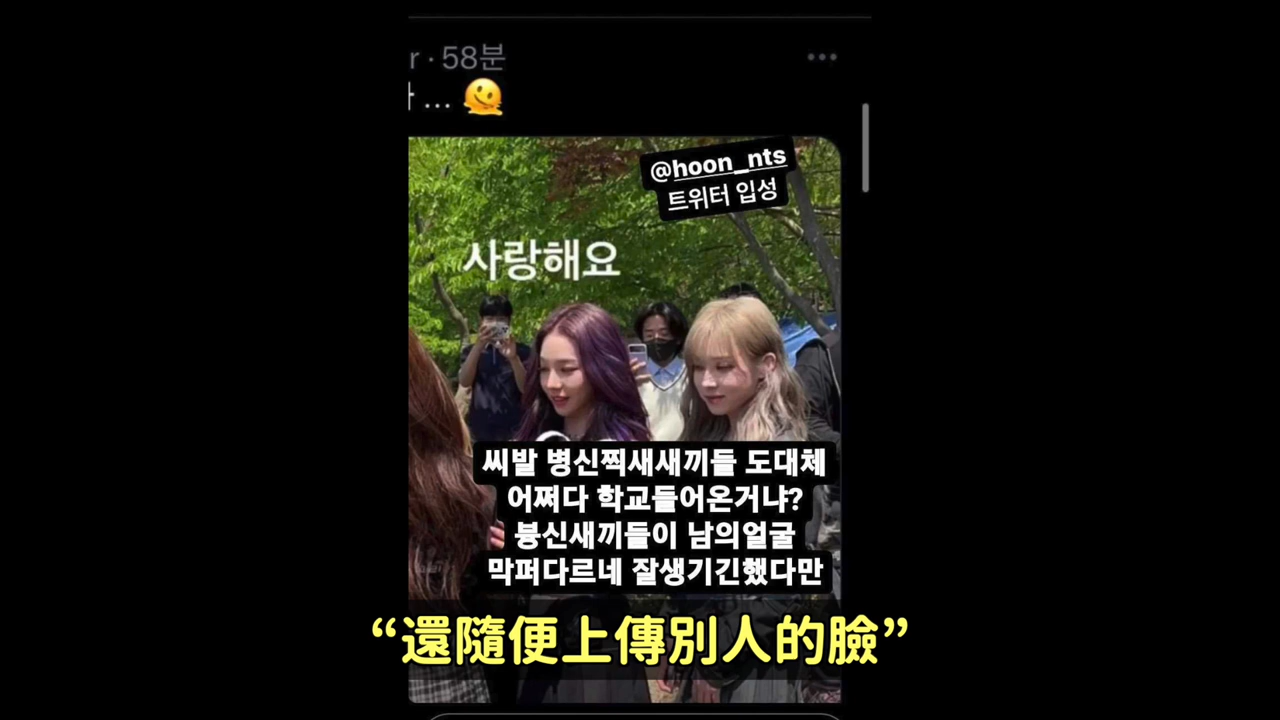 r · 58분
ㅏ ... 🫠
@hoon_nts
트위터 입성
사랑해요
씨발 병신찍새새끼들 도대체
어쩌다 학교들어온거냐?
븅신새끼들이 남의얼굴
막퍼다르네 잘생기긴했다만
“還隨便上傳別人的臉”